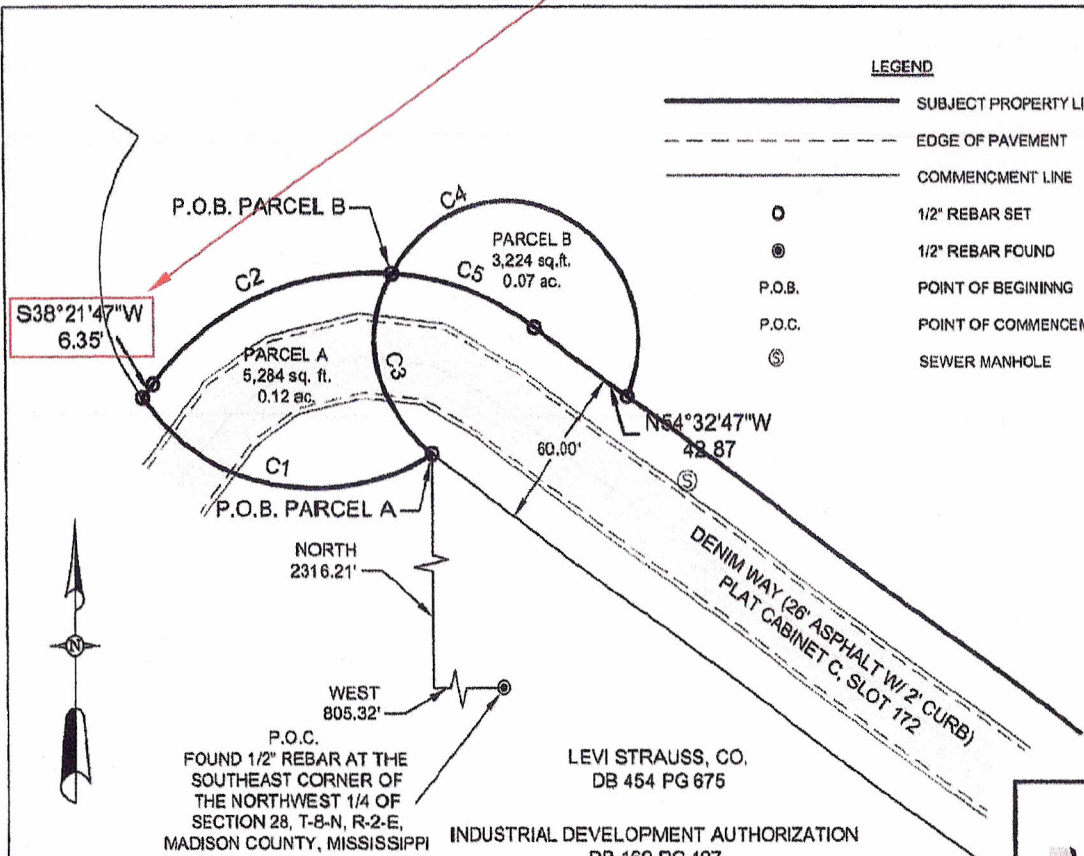 LEGEND
SUBJECT PROPERTY LI
EDGE OF PAVEMENT
COMMENCMENT LINE
1/2" REBAR SET
1/2" REBAR FOUND
P.O.B. POINT OF BEGININNG
P.O.C. POINT OF COMMENCEM
S SEWER MANHOLE
C4
P.O.B. PARCEL B
PARCEL B
3,224 sq.ft.
0.07 ac.
C2
C5
S38°21'47"W
6.35'
PARCEL A
5,284 sq. ft.
0.12 ac.
C3
N54°32'47"W
42.87
60.00'
C1
S
P.O.B. PARCEL A
NORTH
2316.21'
DENIM WAY (26' ASPHALT W/ 2' CURB)
PLAT CABINET C, SLOT 172
N
WEST
805.32'
P.O.C.
FOUND 1/2" REBAR AT THE
SOUTHEAST CORNER OF
THE NORTHWEST 1/4 OF
SECTION 28, T-8-N, R-2-E,
MADISON COUNTY, MISSISSIPPI
LEVI STRAUSS, CO.
DB 454 PG 675
INDUSTRIAL DEVELOPMENT AUTHORIZATION